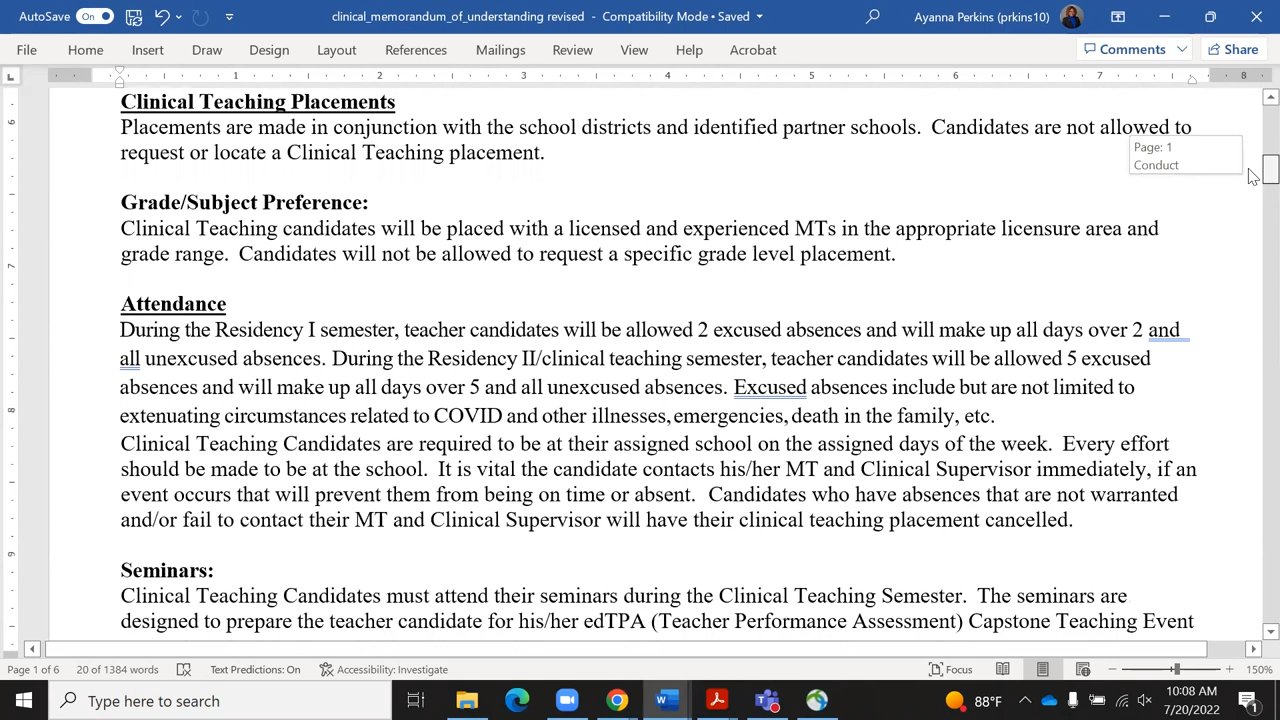 AutoSave On clinical_memorandum_of_understanding revised - Compatibility Mode • Saved Ayanna Perkins (prkins10)
File Home Insert Draw Design Layout References Mailings Review View Help Acrobat Comments Share
1 2 3 4 5 6 7 8
Clinical Teaching Placements
Placements are made in conjunction with the school districts and identified partner schools. Candidates are not allowed to
request or locate a Clinical Teaching placement.
Page: 1
Conduct
Grade/Subject Preference:
Clinical Teaching candidates will be placed with a licensed and experienced MTs in the appropriate licensure area and
grade range. Candidates will not be allowed to request a specific grade level placement.
Attendance
During the Residency I semester, teacher candidates will be allowed 2 excused absences and will make up all days over 2 and
all unexcused absences. During the Residency II/clinical teaching semester, teacher candidates will be allowed 5 excused
absences and will make up all days over 5 and all unexcused absences. Excused absences include but are not limited to
extenuating circumstances related to COVID and other illnesses, emergencies, death in the family, etc.
Clinical Teaching Candidates are required to be at their assigned school on the assigned days of the week. Every effort
should be made to be at the school. It is vital the candidate contacts his/her MT and Clinical Supervisor immediately, if an
event occurs that will prevent them from being on time or absent. Candidates who have absences that are not warranted
and/or fail to contact their MT and Clinical Supervisor will have their clinical teaching placement cancelled.
Seminars:
Clinical Teaching Candidates must attend their seminars during the Clinical Teaching Semester. The seminars are
designed to prepare the teacher candidate for his/her edTPA (Teacher Performance Assessment) Capstone Teaching Event
6
7
8
9
Page 1 of 6 20 of 1384 words Text Predictions: On Accessibility: Investigate Focus 150%
Type here to search 88°F 10:08 AM
7/20/2022 1